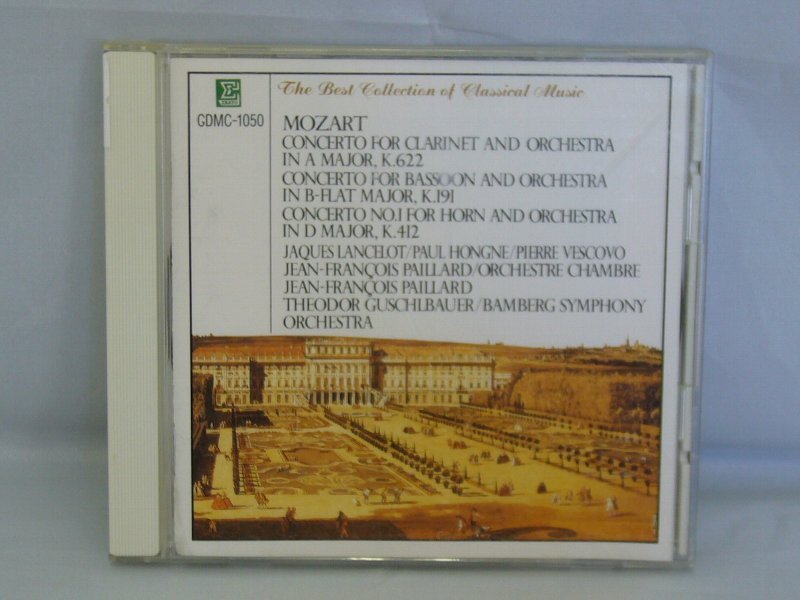 ERATO
The Best Collection of Classical Music
CDMC-1050
MOZART
CONCERTO FOR CLARINET AND ORCHESTRA
IN A MAJOR, K.622
CONCERTO FOR BASSOON AND ORCHESTRA
IN B-FLAT MAJOR, K.191
CONCERTO NO.1 FOR HORN AND ORCHESTRA
IN D MAJOR, K.412
JAQUES LANCELOT/PAUL HONGNE/PIERRE VESCOVO
JEAN-FRANÇOIS PAILLARD/ORCHESTRE CHAMBRE
JEAN-FRANÇOIS PAILLARD
THEODOR GUSCHLBAUER/BAMBERG SYMPHONY
ORCHESTRA